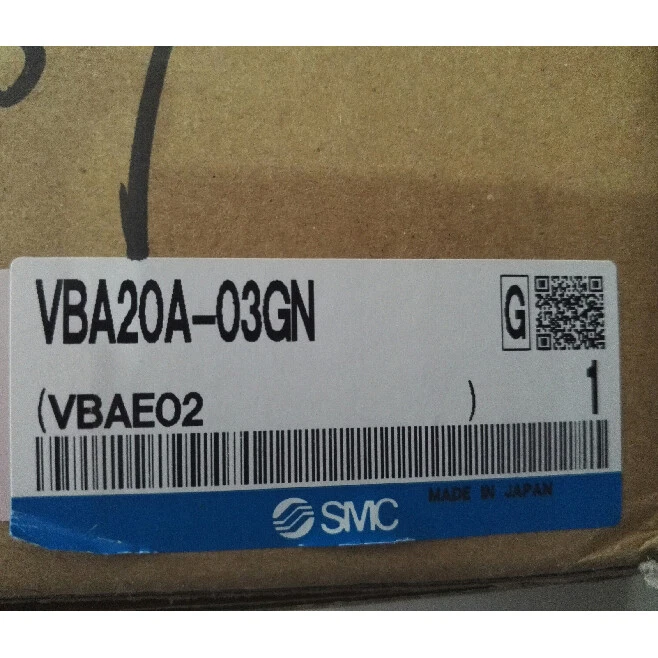 VBA20A-03GN
G
(VBAE02 )
1
MADE IN JAPAN
SMC